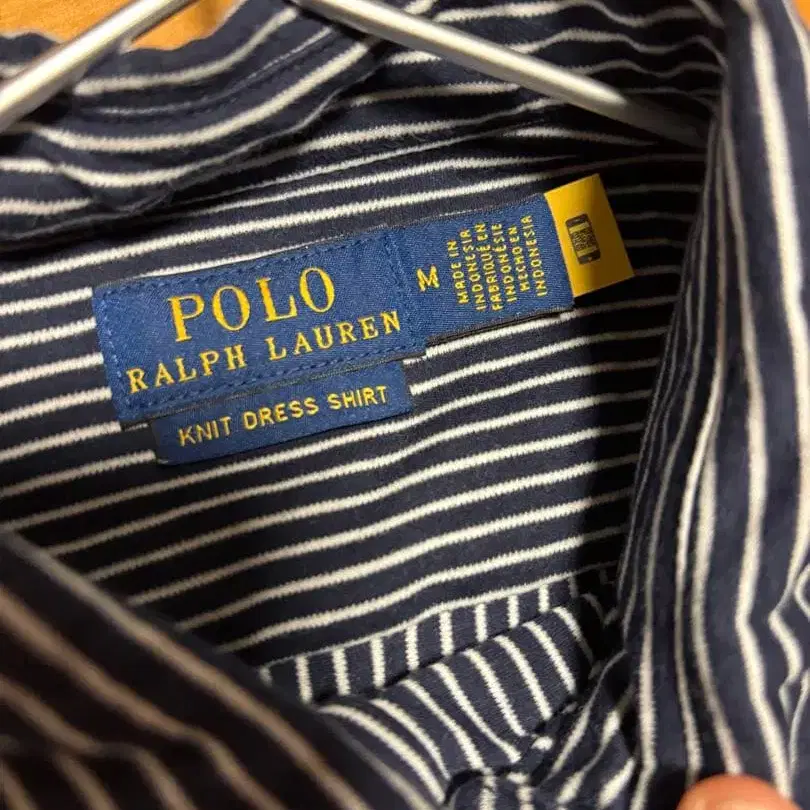 POLO
RALPH LAUREN
KNIT DRESS SHIRT
M
MADE IN
INDONESIA
FABRIQUÉ EN
INDONÉSIE
HECHO EN
INDONESIA